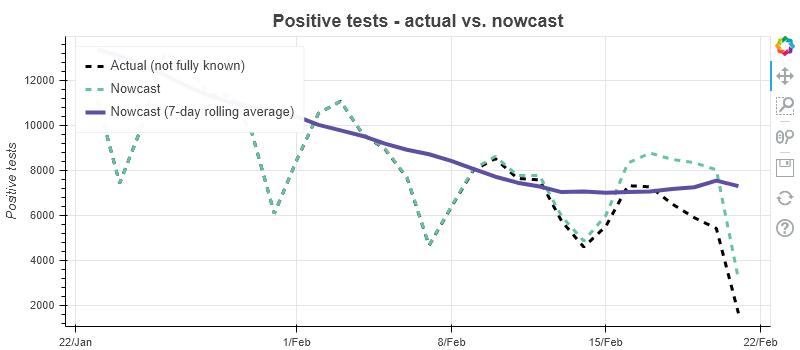 Positive tests - actual vs. nowcast
Actual (not fully known)
Nowcast
Nowcast (7-day rolling average)
Positive tests
12000
10000
8000
6000
4000
2000
22/Jan
1/Feb
8/Feb
15/Feb
22/Feb